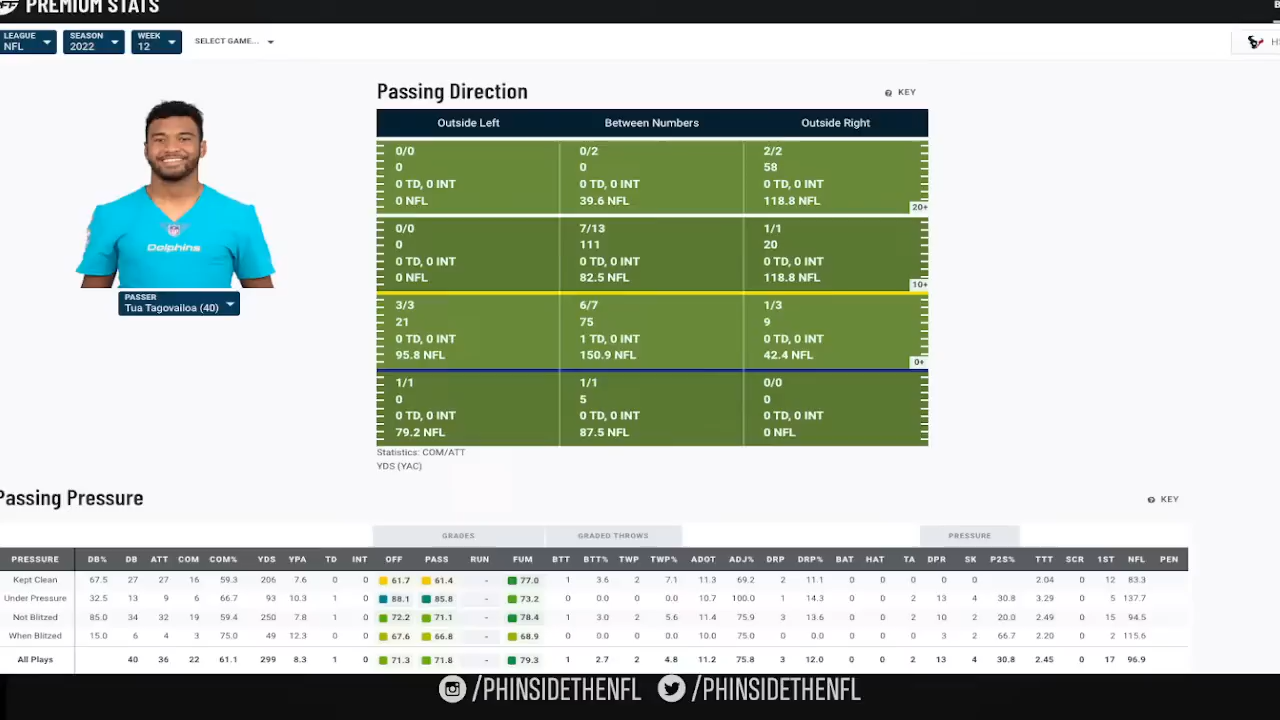 PREMIUM STATS
LEAGUE SEASON WEEK
NFL 2022 12 SELECT GAME...
Passing Direction KEY
Outside Left Between Numbers Outside Right
0/0 0/2 2/2
0 0 58
0 TD, 0 INT 0 TD, 0 INT 0 TD, 0 INT
0 NFL 39.6 NFL 118.8 NFL
20+
0/0 7/13 1/1
0 111 20
0 TD, 0 INT 0 TD, 0 INT 0 TD, 0 INT
0 NFL 82.5 NFL 118.8 NFL
10+
3/3 6/7 1/3
21 75 9
0 TD, 0 INT 1 TD, 0 INT 0 TD, 0 INT
95.8 NFL 150.9 NFL 42.4 NFL
0+
1/1 1/1 0/0
0 5 0
0 TD, 0 INT 0 TD, 0 INT 0 TD, 0 INT
79.2 NFL 87.5 NFL 0 NFL
Statistics: COM/ATT
YDS (YAC)
Dolphins
PASSER
Tua Tagovailoa (40)
Passing Pressure KEY
GRADES GRADED THROWS PRESSURE
PRESSURE DB% DB ATT COM COM% YDS YPA TD INT OFF PASS RUN FUM BTT BTT% TWP TWP% ADOT ADJ% DRP DRP% BAT HAT TA DPR SK P2S% TTT SCR 1ST NFL PEN
Kept Clean 67.5 27 27 16 59.3 206 7.6 0 0 61.7 61.4 - 77.0 1 3.6 2 7.1 11.3 69.2 2 11.1 0 0 0 0 0 2.04 0 12 83.3
Under Pressure 32.5 13 9 6 66.7 93 10.3 1 0 88.1 85.8 - 73.2 0 0.0 0 0.0 10.7 100.0 1 14.3 0 0 2 13 4 30.8 3.29 0 5 137.7
Not Blitzed 85.0 34 32 19 59.4 250 7.8 1 0 72.2 71.1 - 78.4 1 3.0 2 5.6 11.4 75.9 3 13.6 0 0 2 10 2 20.0 2.49 0 15 94.5
When Blitzed 15.0 6 4 3 75.0 49 12.3 0 0 67.6 66.8 - 68.9 0 0.0 0 0.0 10.0 75.0 0 0.0 0 0 0 3 2 66.7 2.20 0 2 115.6
All Plays 40 36 22 61.1 299 8.3 1 0 71.3 71.8 - 79.3 1 2.7 2 4.8 11.2 75.8 3 12.0 0 0 2 13 4 30.8 2.45 0 17 96.9
/PHINSIDETHENFL /PHINSIDETHENFL